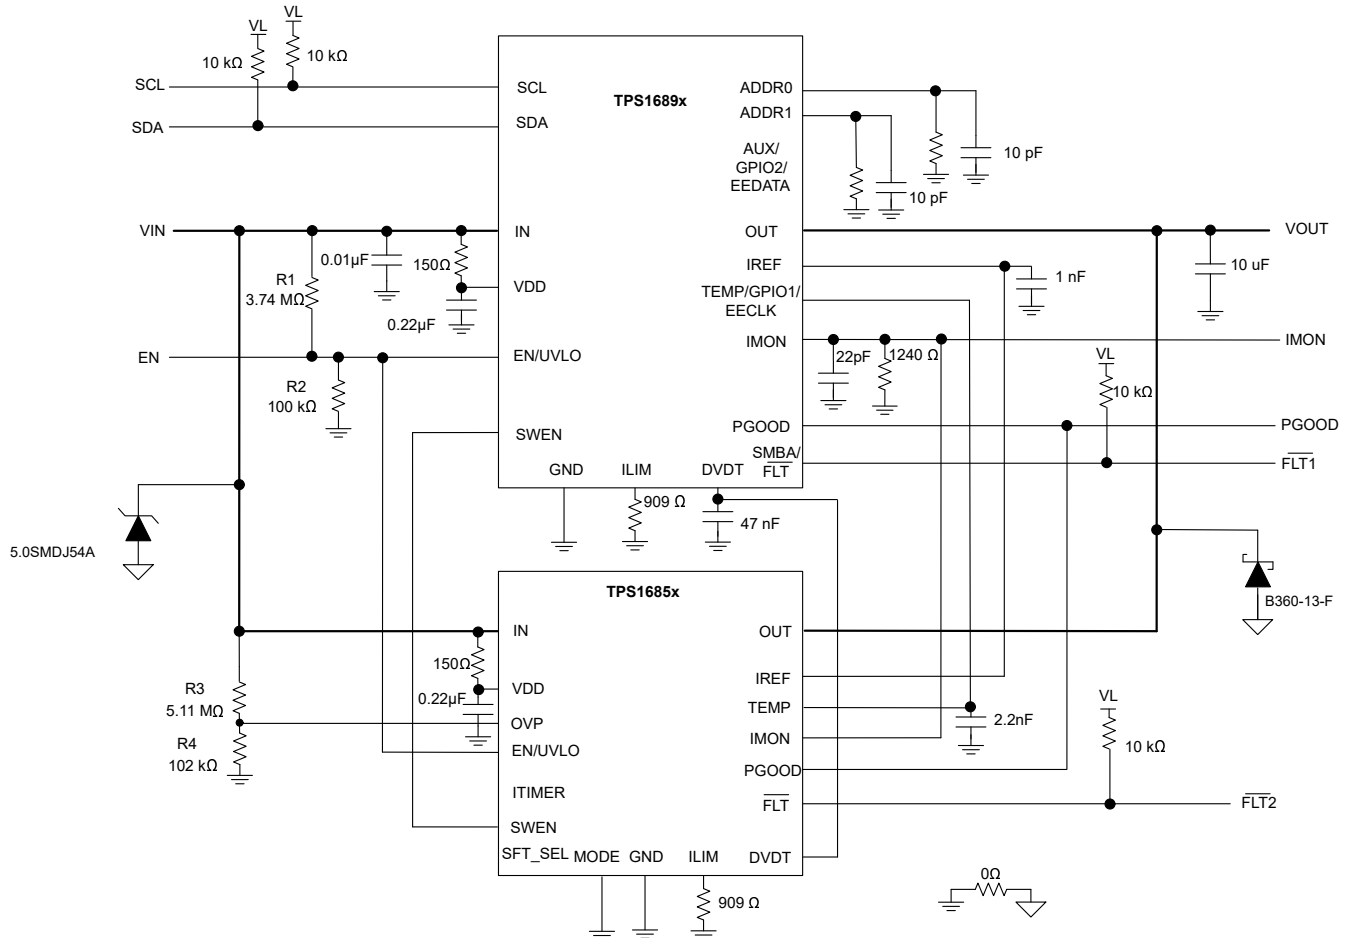 VL
VL
10 kΩ
10 kΩ
SCL
SDA
SCL
SDA
TPS1689x
ADDR0
ADDR1
AUX/
GPIO2/
EEDATA
10 pF
10 pF
VIN
IN
OUT
VOUT
R1
3.74 MΩ
0.01µF
150Ω
VDD
0.22µF
IREF
1 nF
10 uF
TEMP/GPIO1/
EECLK
EN
EN/UVLO
IMON
22pF
1240 Ω
IMON
VL
10 kΩ
R2
100 kΩ
SWEN
PGOOD
PGOOD
SMBA/
FLT
FLT1
GND
ILIM
DVDT
909 Ω
47 nF
5.0SMDJ54A
B360-13-F
TPS1685x
IN
OUT
150Ω
VDD
0.22µF
IREF
R3
5.11 MΩ
OVP
TEMP
2.2nF
VL
10 kΩ
R4
102 kΩ
EN/UVLO
IMON
PGOOD
ITIMER
FLT
FLT2
SWEN
SFT_SEL
MODE
GND
ILIM
DVDT
909 Ω
0Ω